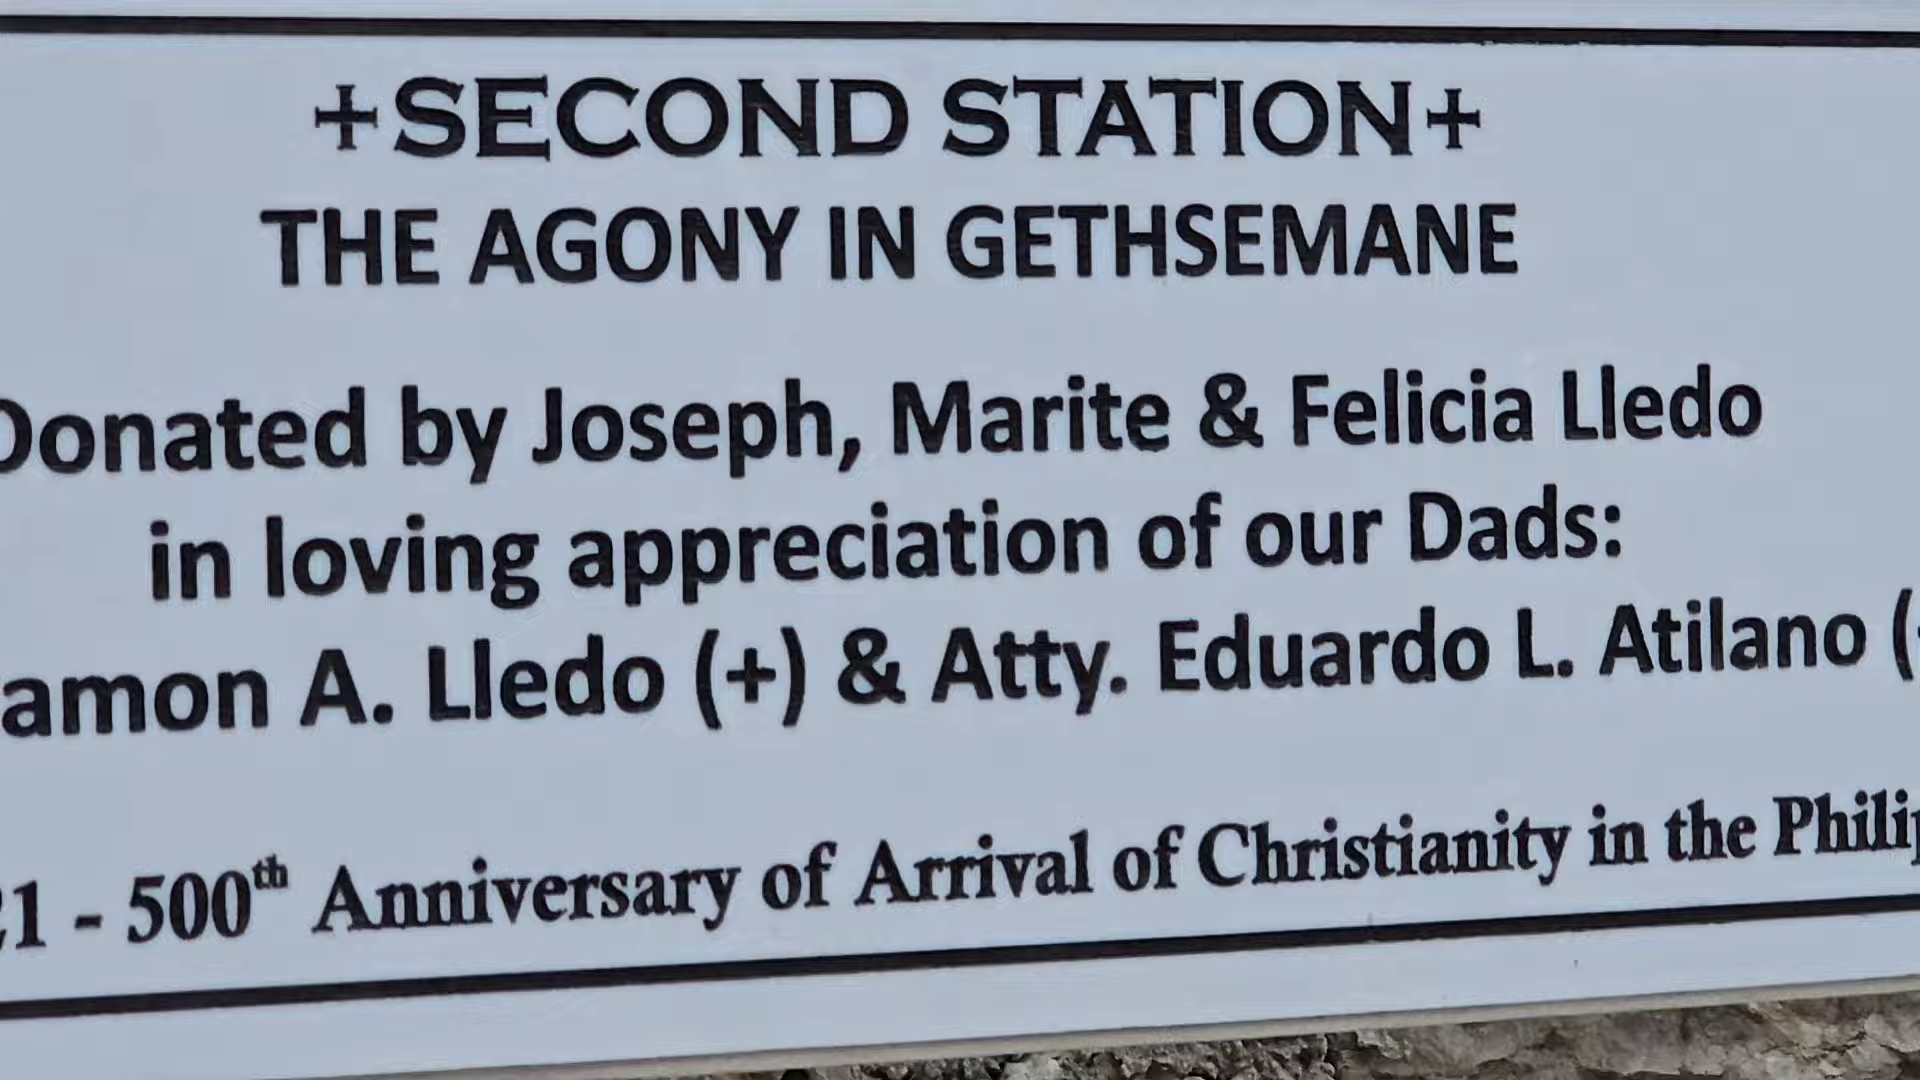 +SECOND STATION+
THE AGONY IN GETHSEMANE
Donated by Joseph, Marite & Felicia Lledo
in loving appreciation of our Dads:
amon A. Lledo (+) & Atty. Eduardo L. Atilano (
21 - 500th Anniversary of Arrival of Christianity in the Philip